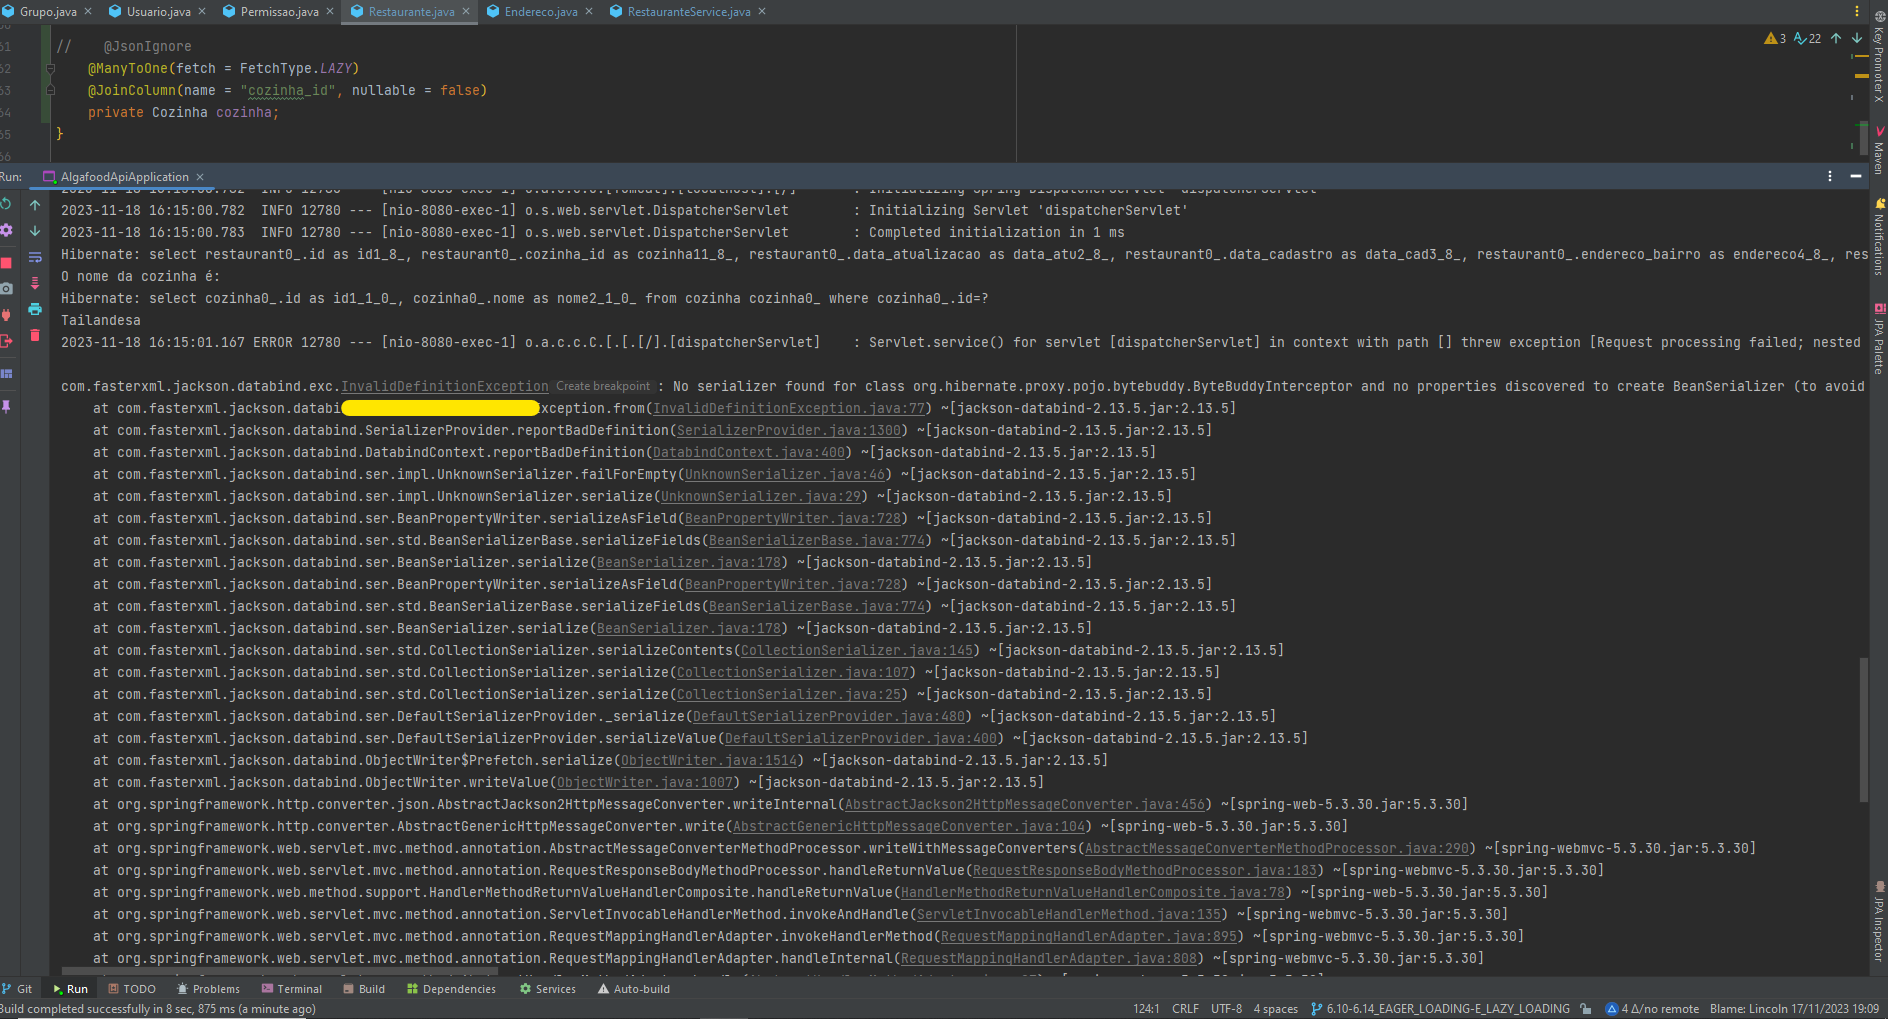 Grupo.java
Usuario.java
Permissao.java
Restaurante.java
Endereco.java
RestauranteService.java
61 // @JsonIgnore
62 @ManyToOne(fetch = FetchType.LAZY)
63 @JoinColumn(name = "cozinha_id", nullable = false)
64 private Cozinha cozinha;
65 }
66
3 22
Run: AlgafoodApiApplication
2023-11-18 16:15:00.782 INFO 12780 --- [nio-8080-exec-1] o.a.c.c.C.[Tomcat].[localhost].[/] : Initializing Spring DispatcherServlet 'dispatcherServlet'
2023-11-18 16:15:00.782 INFO 12780 --- [nio-8080-exec-1] o.s.web.servlet.DispatcherServlet : Initializing Servlet 'dispatcherServlet'
2023-11-18 16:15:00.783 INFO 12780 --- [nio-8080-exec-1] o.s.web.servlet.DispatcherServlet : Completed initialization in 1 ms
Hibernate: select restaurant0_.id as id1_8_, restaurant0_.cozinha_id as cozinha11_8_, restaurant0_.data_atualizacao as data_atu2_8_, restaurant0_.data_cadastro as data_cad3_8_, restaurant0_.endereco_bairro as endereco4_8_, res
O nome da cozinha é:
Hibernate: select cozinha0_.id as id1_1_0_, cozinha0_.nome as nome2_1_0_ from cozinha cozinha0_ where cozinha0_.id=?
Tailandesa
2023-11-18 16:15:01.167 ERROR 12780 --- [nio-8080-exec-1] o.a.c.c.C.[.[.[/].[dispatcherServlet] : Servlet.service() for servlet [dispatcherServlet] in context with path [] threw exception [Request processing failed; nested
com.fasterxml.jackson.databind.exc.InvalidDefinitionException Create breakpoint : No serializer found for class org.hibernate.proxy.pojo.bytebuddy.ByteBuddyInterceptor and no properties discovered to create BeanSerializer (to avoid
at com.fasterxml.jackson.databi xception.from(InvalidDefinitionException.java:77) ~[jackson-databind-2.13.5.jar:2.13.5]
at com.fasterxml.jackson.databind.SerializerProvider.reportBadDefinition(SerializerProvider.java:1300) ~[jackson-databind-2.13.5.jar:2.13.5]
at com.fasterxml.jackson.databind.DatabindContext.reportBadDefinition(DatabindContext.java:400) ~[jackson-databind-2.13.5.jar:2.13.5]
at com.fasterxml.jackson.databind.ser.impl.UnknownSerializer.failForEmpty(UnknownSerializer.java:46) ~[jackson-databind-2.13.5.jar:2.13.5]
at com.fasterxml.jackson.databind.ser.impl.UnknownSerializer.serialize(UnknownSerializer.java:29) ~[jackson-databind-2.13.5.jar:2.13.5]
at com.fasterxml.jackson.databind.ser.BeanPropertyWriter.serializeAsField(BeanPropertyWriter.java:728) ~[jackson-databind-2.13.5.jar:2.13.5]
at com.fasterxml.jackson.databind.ser.std.BeanSerializerBase.serializeFields(BeanSerializerBase.java:774) ~[jackson-databind-2.13.5.jar:2.13.5]
at com.fasterxml.jackson.databind.ser.BeanSerializer.serialize(BeanSerializer.java:178) ~[jackson-databind-2.13.5.jar:2.13.5]
at com.fasterxml.jackson.databind.ser.BeanPropertyWriter.serializeAsField(BeanPropertyWriter.java:728) ~[jackson-databind-2.13.5.jar:2.13.5]
at com.fasterxml.jackson.databind.ser.std.BeanSerializerBase.serializeFields(BeanSerializerBase.java:774) ~[jackson-databind-2.13.5.jar:2.13.5]
at com.fasterxml.jackson.databind.ser.BeanSerializer.serialize(BeanSerializer.java:178) ~[jackson-databind-2.13.5.jar:2.13.5]
at com.fasterxml.jackson.databind.ser.std.CollectionSerializer.serializeContents(CollectionSerializer.java:145) ~[jackson-databind-2.13.5.jar:2.13.5]
at com.fasterxml.jackson.databind.ser.std.CollectionSerializer.serialize(CollectionSerializer.java:107) ~[jackson-databind-2.13.5.jar:2.13.5]
at com.fasterxml.jackson.databind.ser.std.CollectionSerializer.serialize(CollectionSerializer.java:25) ~[jackson-databind-2.13.5.jar:2.13.5]
at com.fasterxml.jackson.databind.ser.DefaultSerializerProvider._serialize(DefaultSerializerProvider.java:480) ~[jackson-databind-2.13.5.jar:2.13.5]
at com.fasterxml.jackson.databind.ser.DefaultSerializerProvider.serializeValue(DefaultSerializerProvider.java:400) ~[jackson-databind-2.13.5.jar:2.13.5]
at com.fasterxml.jackson.databind.ObjectWriter$Prefetch.serialize(ObjectWriter.java:1514) ~[jackson-databind-2.13.5.jar:2.13.5]
at com.fasterxml.jackson.databind.ObjectWriter.writeValue(ObjectWriter.java:1007) ~[jackson-databind-2.13.5.jar:2.13.5]
at org.springframework.http.converter.json.AbstractJackson2HttpMessageConverter.writeInternal(AbstractJackson2HttpMessageConverter.java:456) ~[spring-web-5.3.30.jar:5.3.30]
at org.springframework.http.converter.AbstractGenericHttpMessageConverter.write(AbstractGenericHttpMessageConverter.java:104) ~[spring-web-5.3.30.jar:5.3.30]
at org.springframework.web.servlet.mvc.method.annotation.AbstractMessageConverterMethodProcessor.writeWithMessageConverters(AbstractMessageConverterMethodProcessor.java:290) ~[spring-webmvc-5.3.30.jar:5.3.30]
at org.springframework.web.servlet.mvc.method.annotation.RequestResponseBodyMethodProcessor.handleReturnValue(RequestResponseBodyMethodProcessor.java:183) ~[spring-webmvc-5.3.30.jar:5.3.30]
at org.springframework.web.method.support.HandlerMethodReturnValueHandlerComposite.handleReturnValue(HandlerMethodReturnValueHandlerComposite.java:78) ~[spring-web-5.3.30.jar:5.3.30]
at org.springframework.web.servlet.mvc.method.annotation.ServletInvocableHandlerMethod.invokeAndHandle(ServletInvocableHandlerMethod.java:135) ~[spring-webmvc-5.3.30.jar:5.3.30]
at org.springframework.web.servlet.mvc.method.annotation.RequestMappingHandlerAdapter.invokeHandlerMethod(RequestMappingHandlerAdapter.java:895) ~[spring-webmvc-5.3.30.jar:5.3.30]
at org.springframework.web.servlet.mvc.method.annotation.RequestMappingHandlerAdapter.handleInternal(RequestMappingHandlerAdapter.java:808) ~[spring-webmvc-5.3.30.jar:5.3.30]
Key Promoter X
Maven
Notifications
JPA Palette
JPA Inspector
Git Run TODO Problems Terminal Build Dependencies Services Auto-build
Build completed successfully in 8 sec, 875 ms (a minute ago) 124:1 CRLF UTF-8 4 spaces 6.10-6.14_EAGER_LOADING-E_LAZY_LOADING 4 Δ/no remote Blame: Lincoln 17/11/2023 19:09